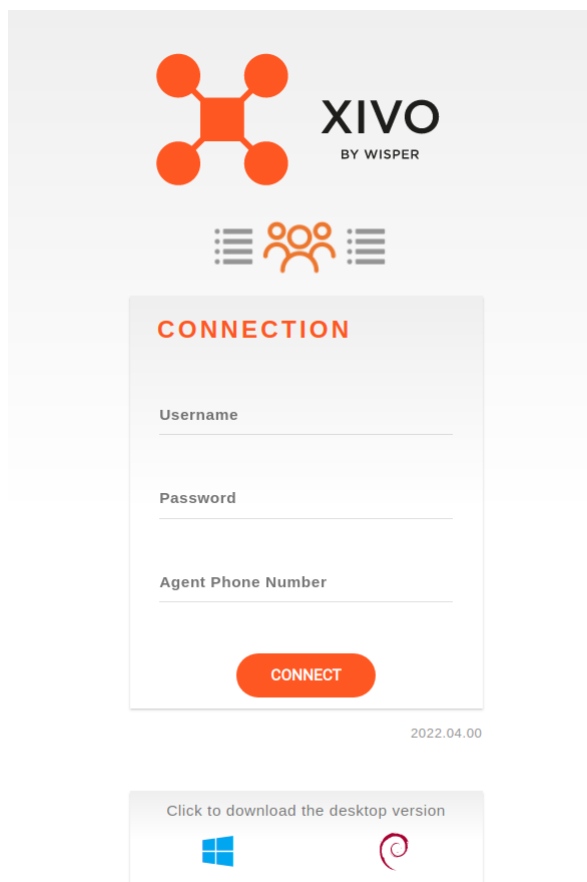 XIVO
BY WISPER
CONNECTION
Username
Password
Agent Phone Number
CONNECT
2022.04.00
Click to download the desktop version